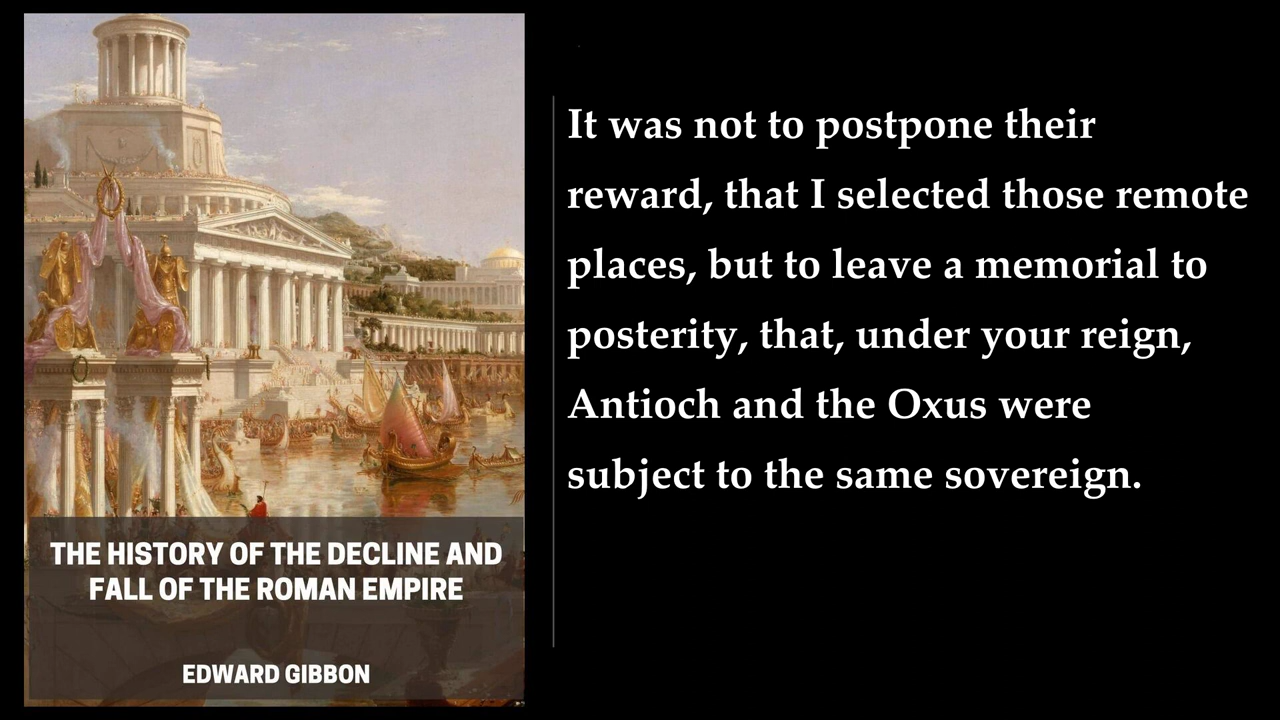 It was not to postpone their
reward, that I selected those remote
places, but to leave a memorial to
posterity, that, under your reign,
Antioch and the Oxus were
subject to the same sovereign.
THE HISTORY OF THE DECLINE AND
FALL OF THE ROMAN EMPIRE
EDWARD GIBBON